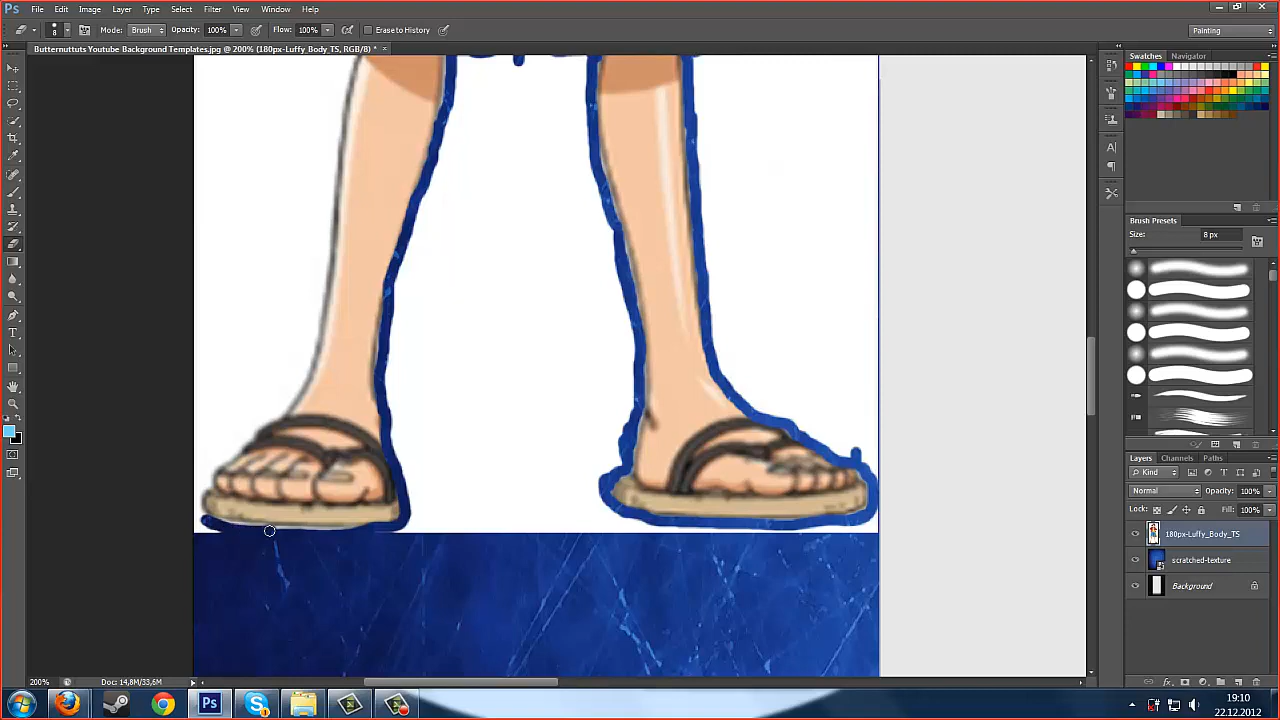 Ps File Edit Image Layer Type Select Filter View Window Help
8 Mode: Brush Opacity: 100% Flow: 100% Erase to History Painting
Butternuttuts Youtube Background Templates.jpg @ 200% (180px-Luffy_Body_TS, RGB/8) * ×
Swatches Navigator
Brush Presets
Size: 8 px
Layers Channels Paths
Kind
Normal Opacity: 100%
Lock: Fill: 100%
180px-Luffy_Body_TS
scratched-texture
Background
200% Doc: 14,8M/33,6M
Ps
19:10
22.12.2012